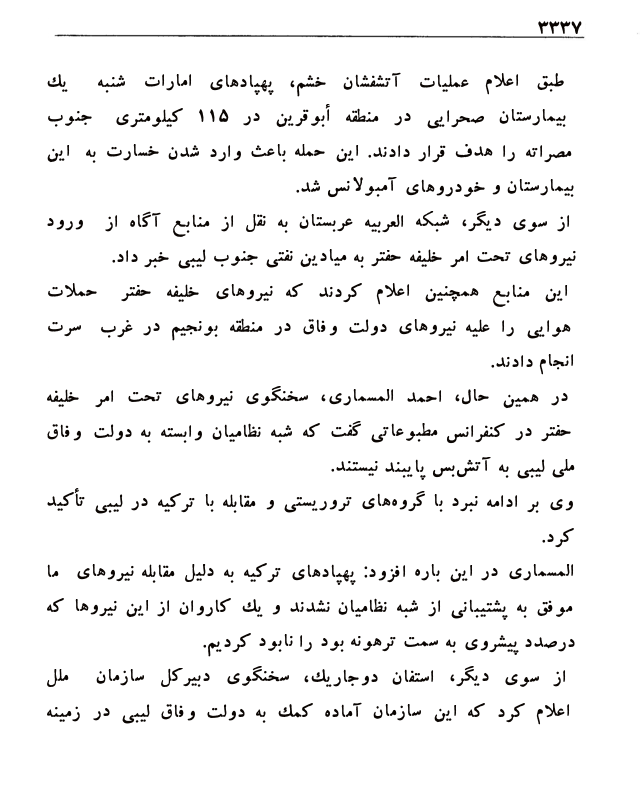 ۳۳۳۷
طبق اعلام عملیات آتشفشان خشم، پهپادهای امارات شنبه یك
بیمارستان صحرایی در منطقه أبوقرین در ۱۱۵ کیلومتری جنوب
مصراته را هدف قرار دادند. این حمله باعث وارد شدن خسارت به این
بیمارستان و خودروهای آمبولانس شد.
از سوی دیگر، شبکه العربیه عربستان به نقل از منابع آگاه از ورود
نیروهای تحت امر خلیفه حفتر به میادین نفتی جنوب لیبی خبر داد.
این منابع همچنین اعلام کردند که نیروهای خلیفه حفتر حملات
هوایی را علیه نیروهای دولت وفاق در منطقه بونجیم در غرب سرت
انجام دادند.
در همین حال، احمد المسماری، سخنگوی نیروهای تحت امر خلیفه
حفتر در کنفرانس مطبوعاتی گفت که شبه نظامیان وابسته به دولت وفاق
ملی لیبی به آتش‌بس پایبند نیستند.
وی بر ادامه نبرد با گروه‌های تروریستی و مقابله با ترکیه در لیبی تأکید
کرد.
المسماری در این باره افزود: پهپادهای ترکیه به دلیل مقابله نیروهای ما
موفق به پشتیبانی از شبه نظامیان نشدند و یك کاروان از این نیروها که
درصدد پیشروی به سمت ترهونه بود را نابود کردیم.
از سوی دیگر، استفان دوجاریك، سخنگوی دبیرکل سازمان ملل
اعلام کرد که این سازمان آماده کمك به دولت وفاق لیبی در زمینه